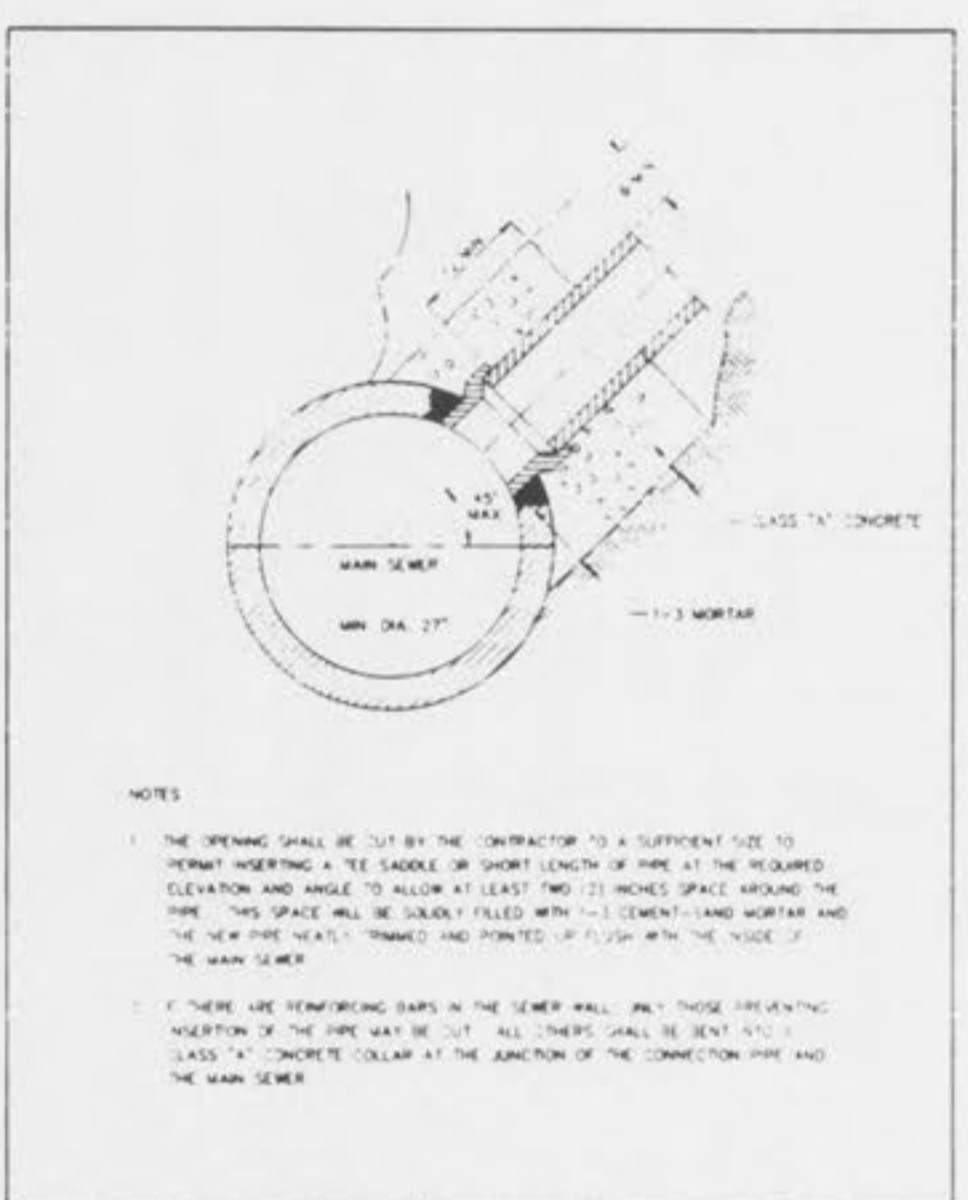 45°
MAX
CLASS "A" CONCRETE
MAIN SEWER
1-3 MORTAR
MIN. DIA. 27"
NOTES
1. THE OPENING SHALL BE CUT BY THE CONTRACTOR TO A SUFFICIENT SIZE TO
PERMIT INSERTING A TEE SADDLE OR SHORT LENGTH OF PIPE AT THE REQUIRED
ELEVATION AND ANGLE TO ALLOW AT LEAST TWO (2) INCHES SPACE AROUND THE
PIPE. THIS SPACE WILL BE SOLIDLY FILLED WITH 1-3 CEMENT-SAND MORTAR AND
THE NEW PIPE NEATLY TRIMMED AND POINTED UP FLUSH WITH THE INSIDE OF
THE MAIN SEWER
2. IF THERE ARE REINFORCING BARS IN THE SEWER WALL, ONLY THOSE PREVENTING
INSERTION OF THE PIPE MAY BE CUT. ALL OTHERS SHALL BE BENT INTO
CLASS "A" CONCRETE COLLAR AT THE JUNCTION OF THE CONNECTION PIPE AND
THE MAIN SEWER